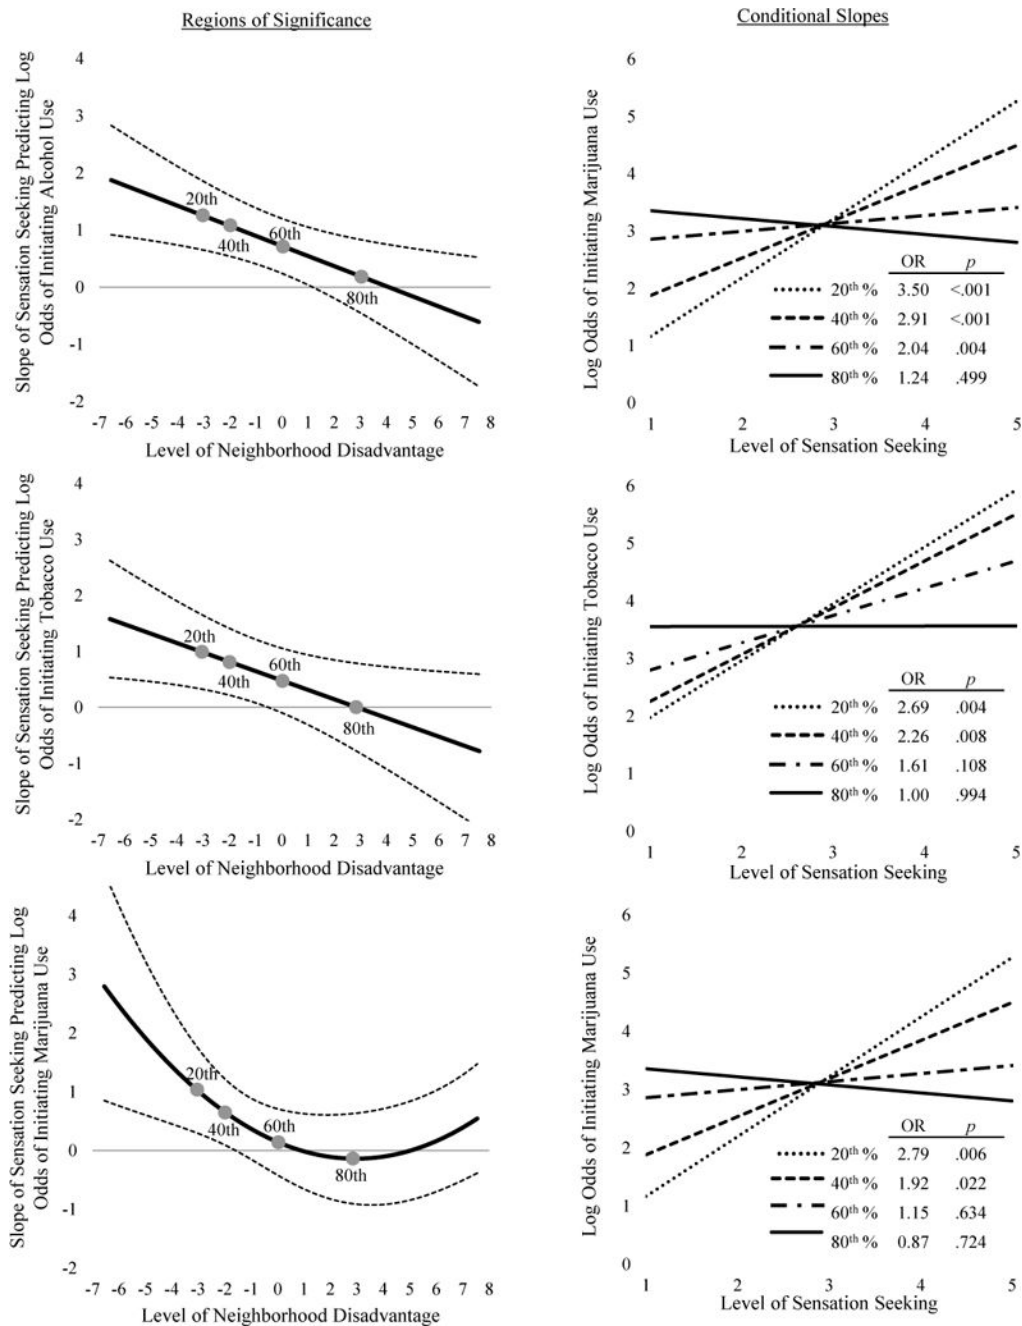 Regions of Significance
Slope of Sensation Seeking Predicting Log
Odds of Initiating Alcohol Use
4
3
2
1
0
-1
-2
20th
40th
60th
80th
-7 -6 -5 -4 -3 -2 -1 0 1 2 3 4 5 6 7 8
Level of Neighborhood Disadvantage
Conditional Slopes
Log Odds of Initiating Marijuana Use
6
5
4
3
2
1
0
OR p
20th % 3.50 <.001
40th % 2.91 <.001
60th % 2.04 .004
80th % 1.24 .499
1 2 3 4 5
Level of Sensation Seeking
Slope of Sensation Seeking Predicting Log
Odds of Initiating Tobacco Use
4
3
2
1
0
-1
-2
20th
40th
60th
80th
-7 -6 -5 -4 -3 -2 -1 0 1 2 3 4 5 6 7 8
Level of Neighborhood Disadvantage
Log Odds of Initiating Tobacco Use
6
5
4
3
2
1
0
OR p
20th % 2.69 .004
40th % 2.26 .008
60th % 1.61 .108
80th % 1.00 .994
1 2 3 4 5
Level of Sensation Seeking
Slope of Sensation Seeking Predicting Log
Odds of Initiating Marijuana Use
4
3
2
1
0
-1
-2
20th
40th
60th
80th
-7 -6 -5 -4 -3 -2 -1 0 1 2 3 4 5 6 7 8
Level of Neighborhood Disadvantage
Log Odds of Initiating Marijuana Use
6
5
4
3
2
1
0
OR p
20th % 2.79 .006
40th % 1.92 .022
60th % 1.15 .634
80th % 0.87 .724
1 2 3 4 5
Level of Sensation Seeking